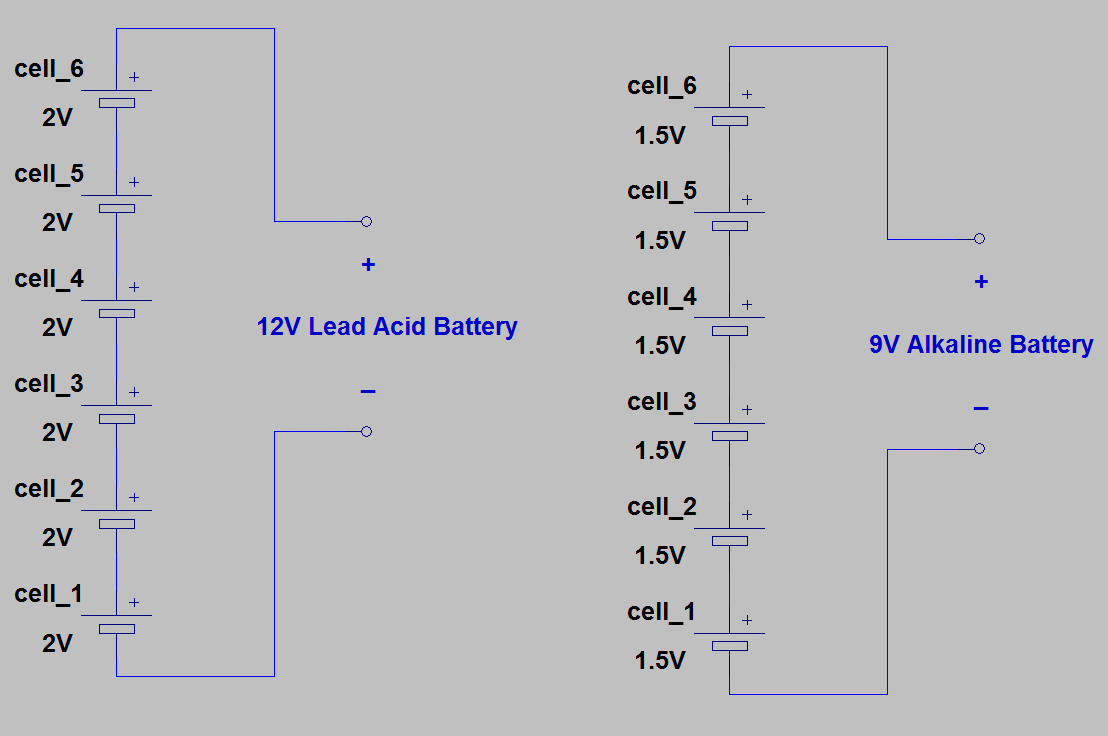 cell_6
+
2V
cell_5
+
2V
cell_4
+
2V
cell_3
+
2V
cell_2
+
2V
cell_1
+
2V
+
12V Lead Acid Battery
–
cell_6
+
1.5V
cell_5
+
1.5V
cell_4
+
1.5V
cell_3
+
1.5V
cell_2
+
1.5V
cell_1
+
1.5V
+
9V Alkaline Battery
–